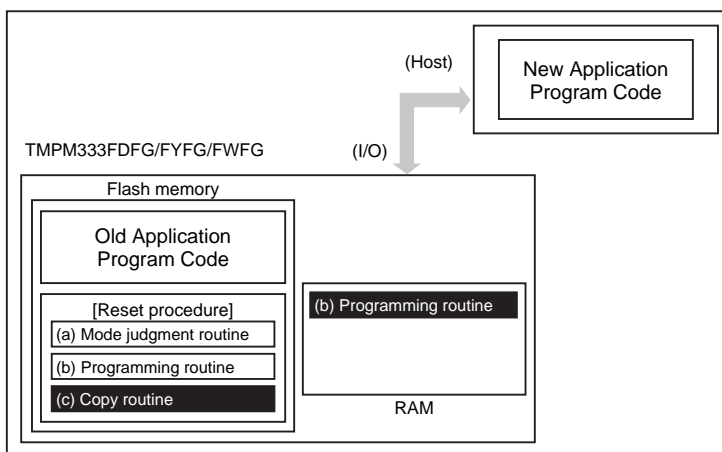 (Host)
New Application
Program Code
TMPM333FDFG/FYFG/FWFG
(I/O)
Flash memory
Old Application
Program Code
[Reset procedure]
(a) Mode judgment routine
(b) Programming routine
(c) Copy routine
(b) Programming routine
RAM